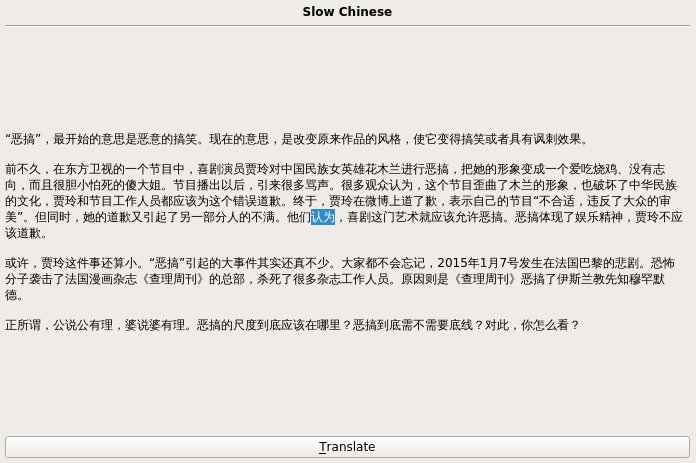 Slow Chinese
“恶搞”，最开始的意思是恶意的搞笑。现在的意思，是改变原来作品的风格，使它变得搞笑或者具有讽刺效果。
前不久，在东方卫视的一个节目中，喜剧演员贾玲对中国民族女英雄花木兰进行恶搞，把她的形象变成一个爱吃烧鸡、没有志
向，而且很胆小怕死的傻大姐。节目播出以后，引来很多骂声。很多观众认为，这个节目歪曲了木兰的形象，也破坏了中华民族
的文化，贾玲和节目工作人员都应该为这个错误道歉。终于，贾玲在微博上道了歉，表示自己的节目“不合适，违反了大众的审
美”。但同时，她的道歉又引起了另一部分人的不满。他们认为，喜剧这门艺术就应该允许恶搞。恶搞体现了娱乐精神，贾玲不应
该道歉。
或许，贾玲这件事还算小。“恶搞”引起的大事件其实还真不少。大家都不会忘记，2015年1月7号发生在法国巴黎的悲剧。恐怖
分子袭击了法国漫画杂志《查理周刊》的总部，杀死了很多杂志工作人员。原因则是《查理周刊》恶搞了伊斯兰教先知穆罕默
德。
正所谓，公说公有理，婆说婆有理。恶搞的尺度到底应该在哪里？恶搞到底需不需要底线？对此，你怎么看？
Translate